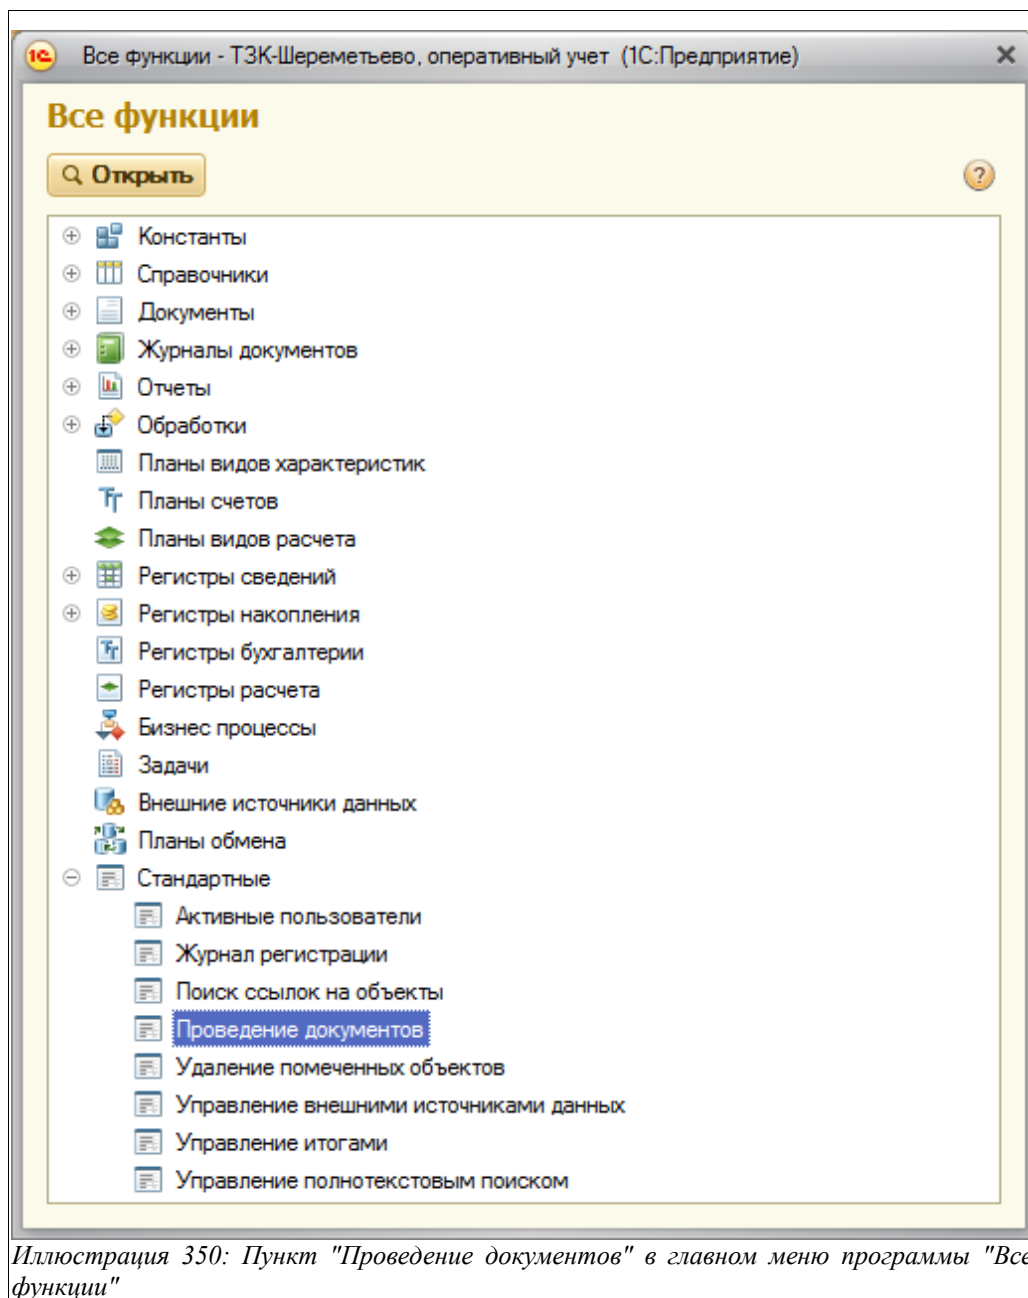 1С Все функции - ТЗК-Шереметьево, оперативный учет (1С:Предприятие)
Все функции
Открыть
?
Константы
Справочники
Документы
Журналы документов
Отчеты
Обработки
Планы видов характеристик
Планы счетов
Планы видов расчета
Регистры сведений
Регистры накопления
Регистры бухгалтерии
Регистры расчета
Бизнес процессы
Задачи
Внешние источники данных
Планы обмена
Стандартные
Активные пользователи
Журнал регистрации
Поиск ссылок на объекты
Проведение документов
Удаление помеченных объектов
Управление внешними источниками данных
Управление итогами
Управление полнотекстовым поиском
Иллюстрация 350: Пункт "Проведение документов" в главном меню программы "Все
функции"